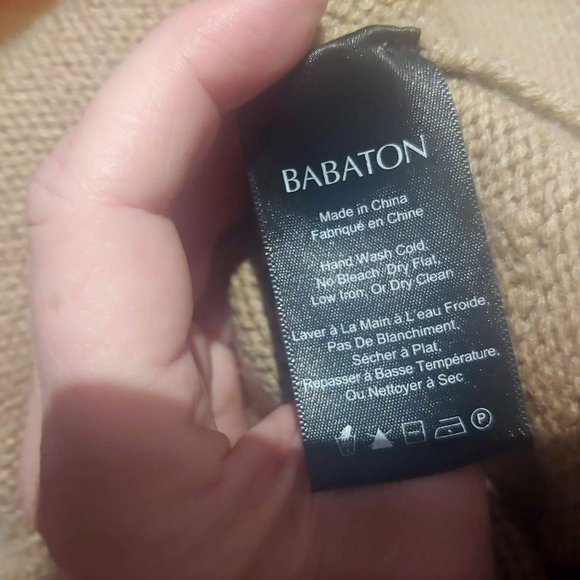 BABATON
Made in China
Fabriqué en Chine
Hand Wash Cold,
No Bleach, Dry Flat,
Low Iron, Or Dry Clean
Laver à La Main à L'eau Froide,
Pas De Blanchiment,
Sécher à Plat,
Repasser à Basse Température,
Ou Nettoyer à Sec
P